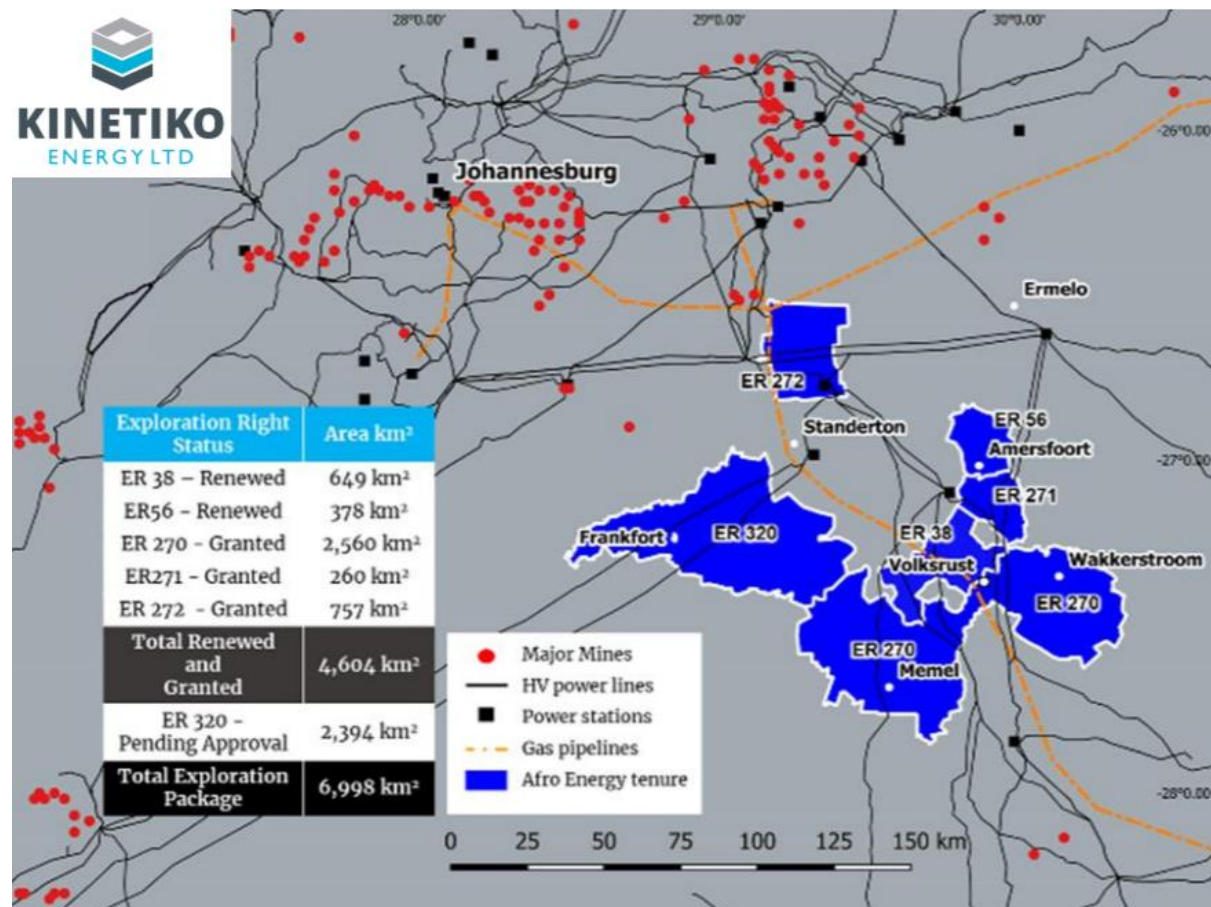 28°0.00'
29°0.00'
30°0.00'
KINETIKO
ENERGY LTD
-26°0.00'
Johannesburg
Ermelo
ER 272
Standerton
ER 56
Amersfoort
-27°0.00'
ER 271
Frankfort
ER 320
ER 38
Volksrust
Wakkerstroom
ER 270
ER 270
Memel
-28°0.00'
Exploration Right
Status
Area km²
ER 38 – Renewed
649 km²
ER56 - Renewed
378 km²
ER 270 - Granted
2,560 km²
ER271 - Granted
260 km²
ER 272 - Granted
757 km²
Total Renewed
and
Granted
4,604 km²
ER 320 -
Pending Approval
2,394 km²
Total Exploration
Package
6,998 km²
Major Mines
HV power lines
Power stations
Gas pipelines
Afro Energy tenure
0 25 50 75 100 125 150 km